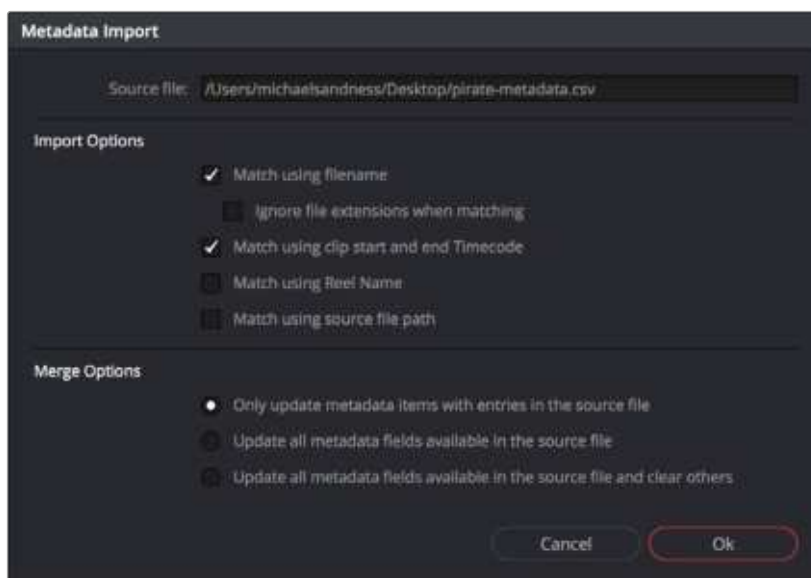 Metadata Import
Source file: /Users/michaelsandness/Desktop/pirate-metadata.csv
Import Options
Match using filename
Ignore file extensions when matching
Match using clip start and end Timecode
Match using Reel Name
Match using source file path
Merge Options
Only update metadata items with entries in the source file
Update all metadata fields available in the source file
Update all metadata fields available in the source file and clear others
Cancel Ok